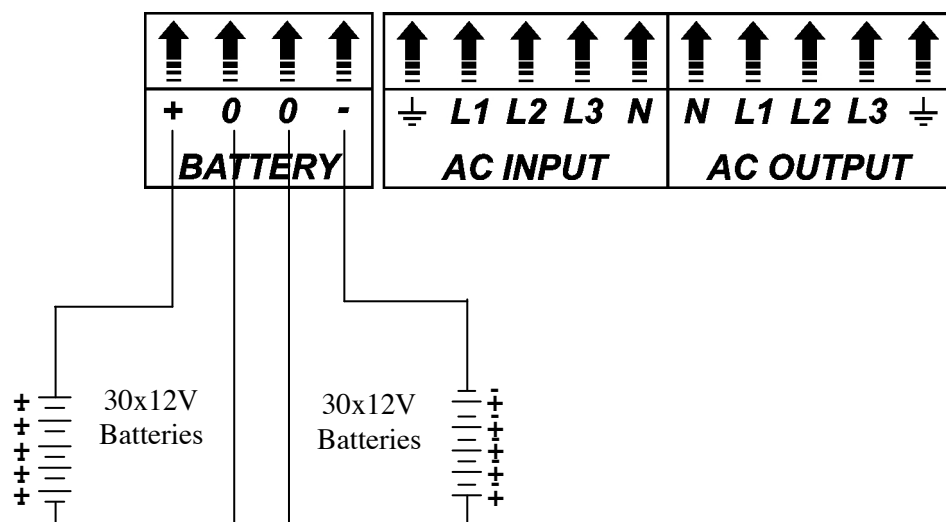 + 0 0 - ⏚ L1 L2 L3 N N L1 L2 L3 ⏚
BATTERY AC INPUT AC OUTPUT
30x12V
Batteries
30x12V
Batteries